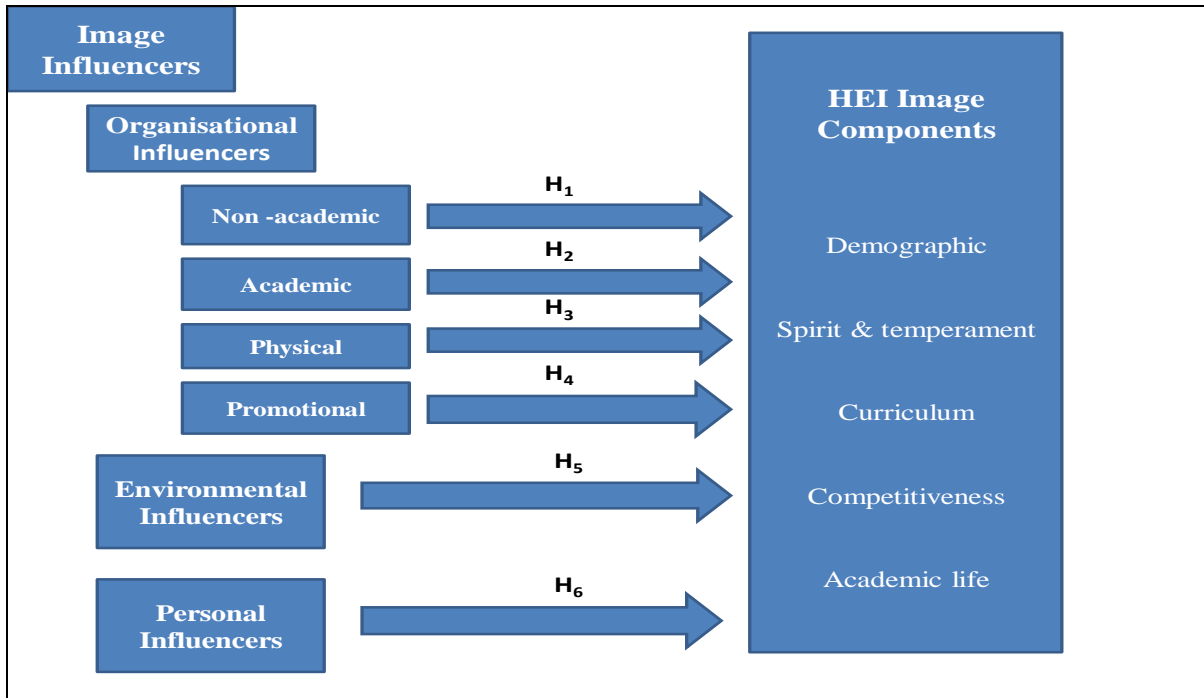 Image
Influencers
Organisational
Influencers
Non -academic
Academic
Physical
Promotional
Environmental
Influencers
Personal
Influencers
H₁
H₂
H₃
H₄
H₅
H₆
HEI Image
Components
Demographic
Spirit & temperament
Curriculum
Competitiveness
Academic life